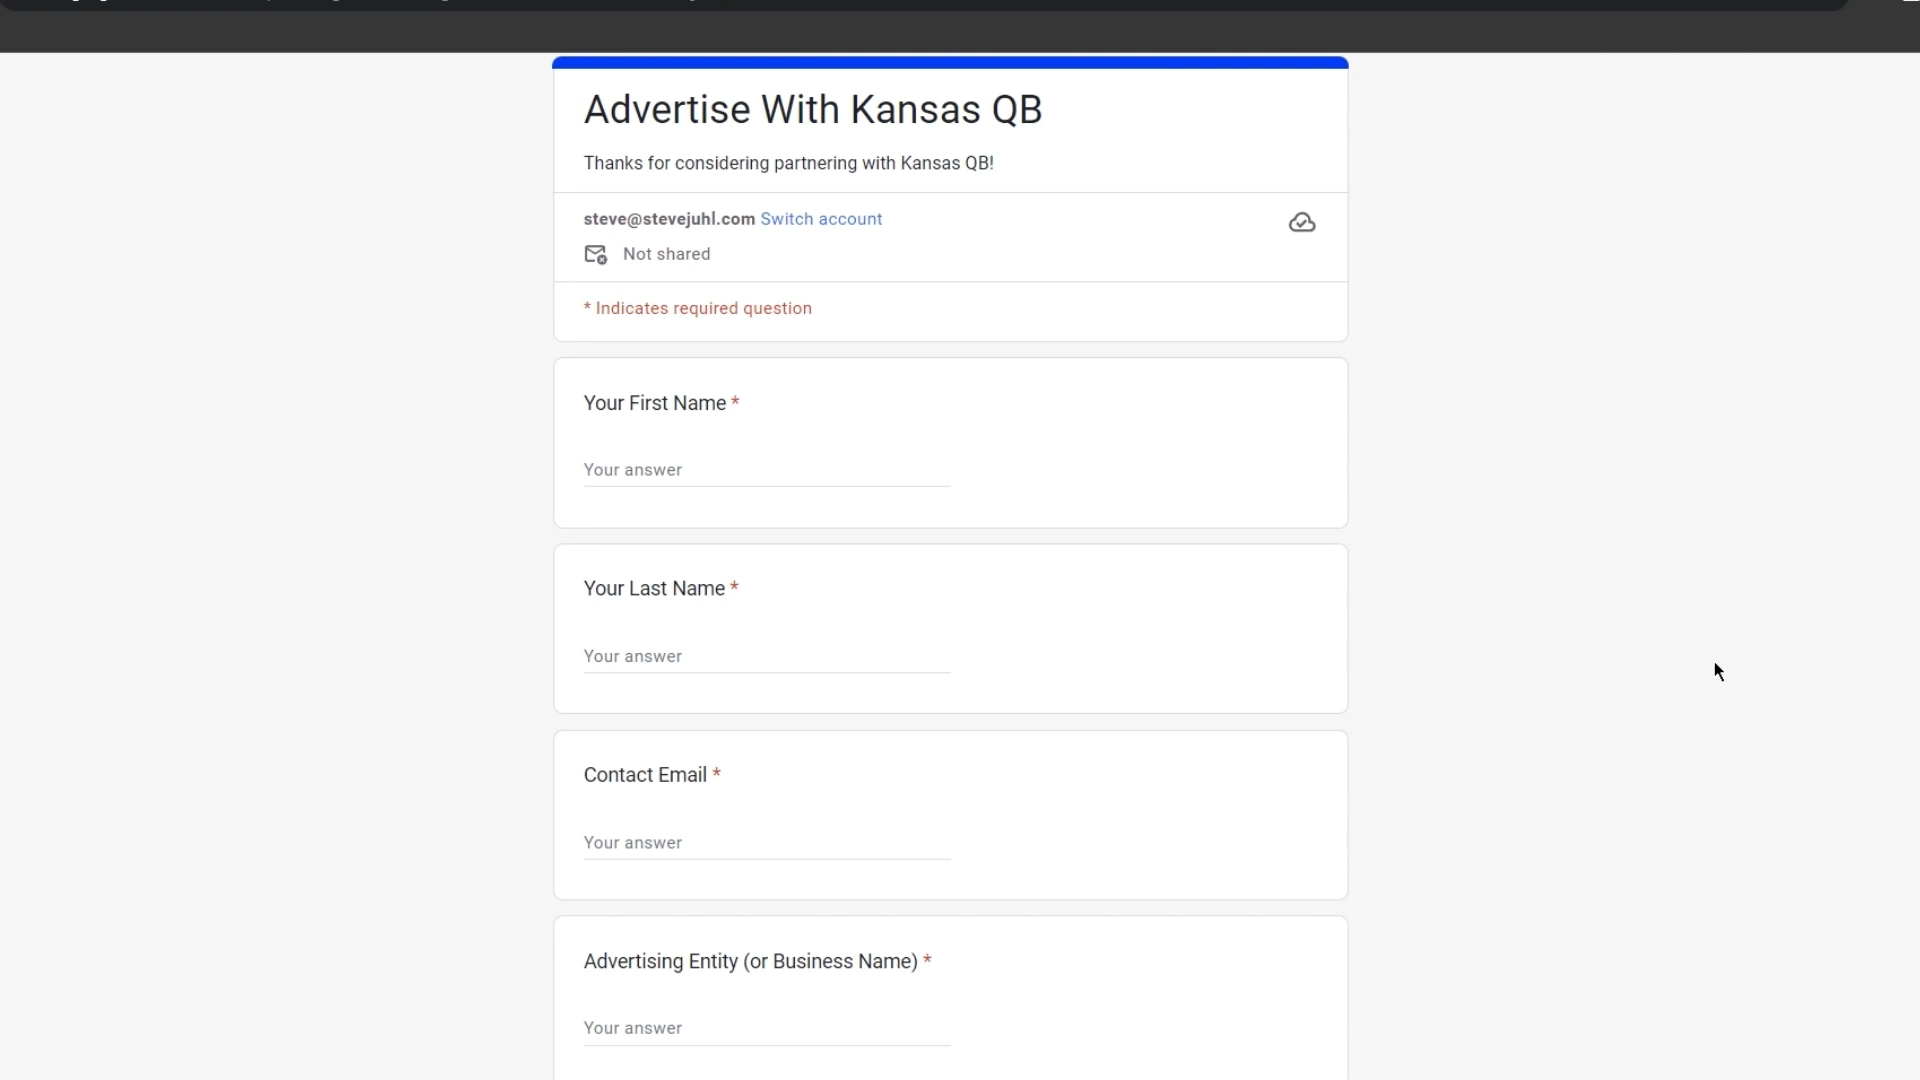 Advertise With Kansas QB
Thanks for considering partnering with Kansas QB!
steve@stevejuhl.com Switch account
Not shared
* Indicates required question
Your First Name *
Your answer
Your Last Name *
Your answer
Contact Email *
Your answer
Advertising Entity (or Business Name) *
Your answer